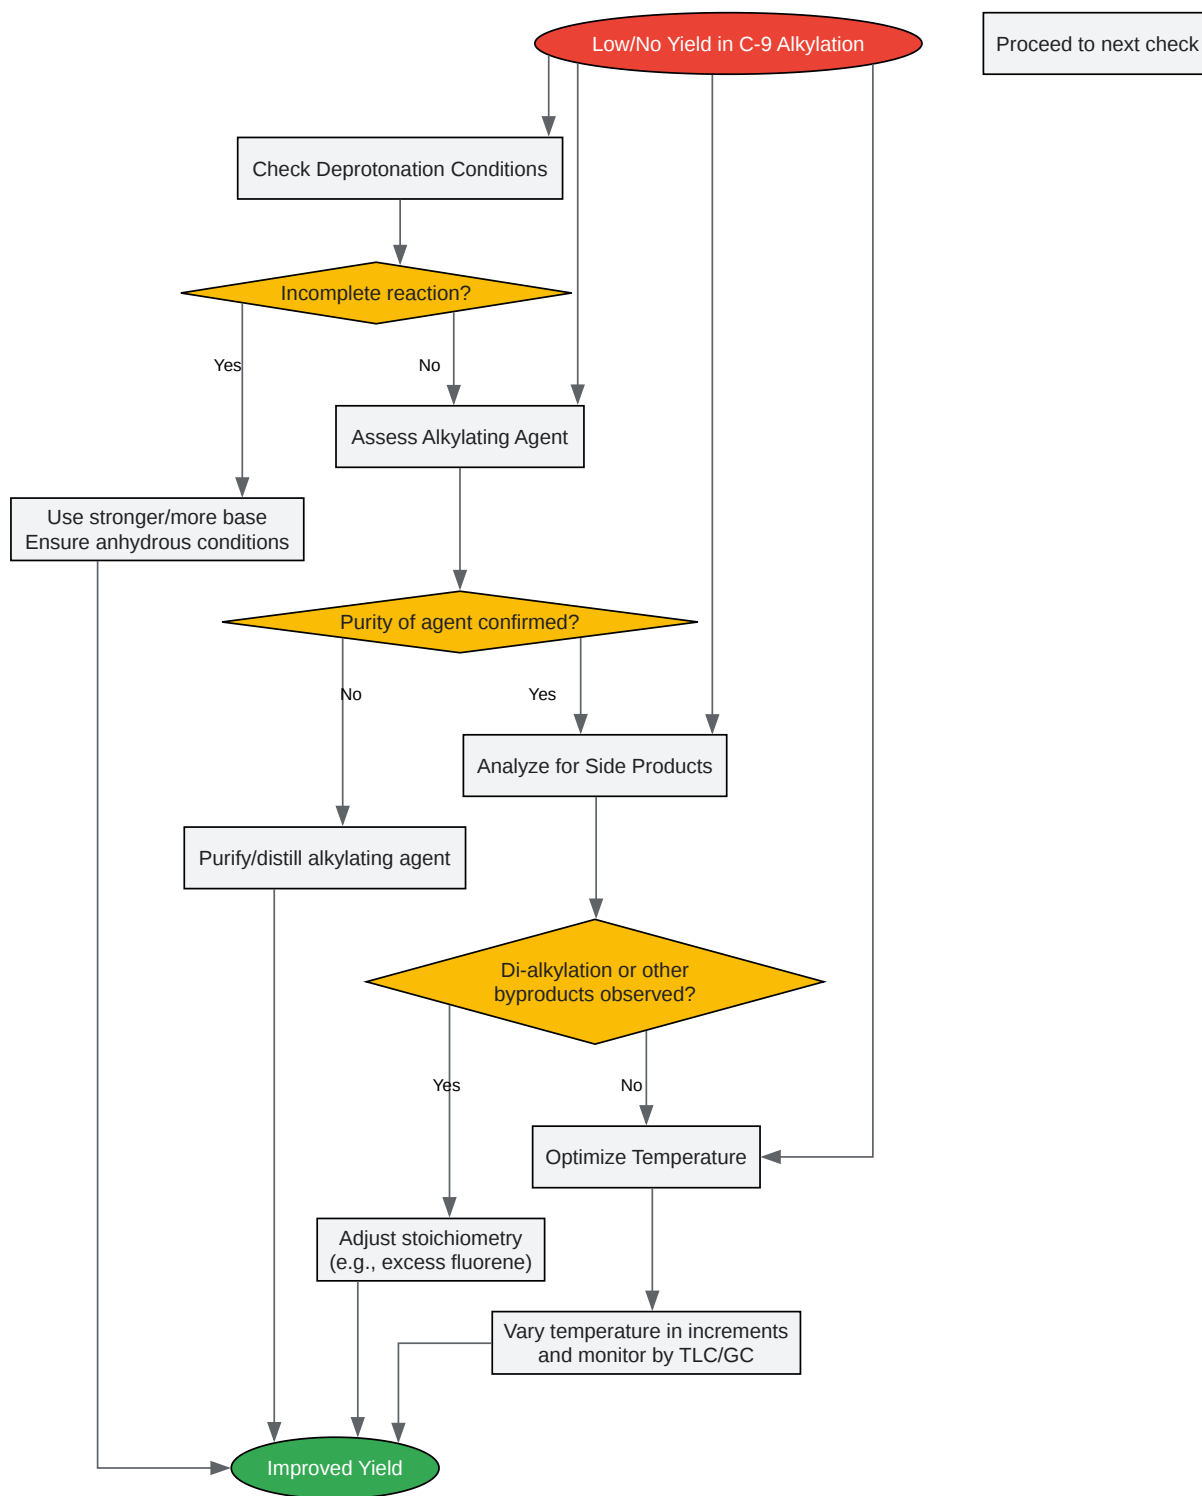 Low/No Yield in C-9 Alkylation
Proceed to next check
Check Deprotonation Conditions
Incomplete reaction?
Yes
No
Assess Alkylating Agent
Use stronger/more base
Ensure anhydrous conditions
Purity of agent confirmed?
No
Yes
Analyze for Side Products
Purify/distill alkylating agent
Di-alkylation or other
byproducts observed?
Yes
No
Optimize Temperature
Adjust stoichiometry
(e.g., excess fluorene)
Vary temperature in increments
and monitor by TLC/GC
Improved Yield